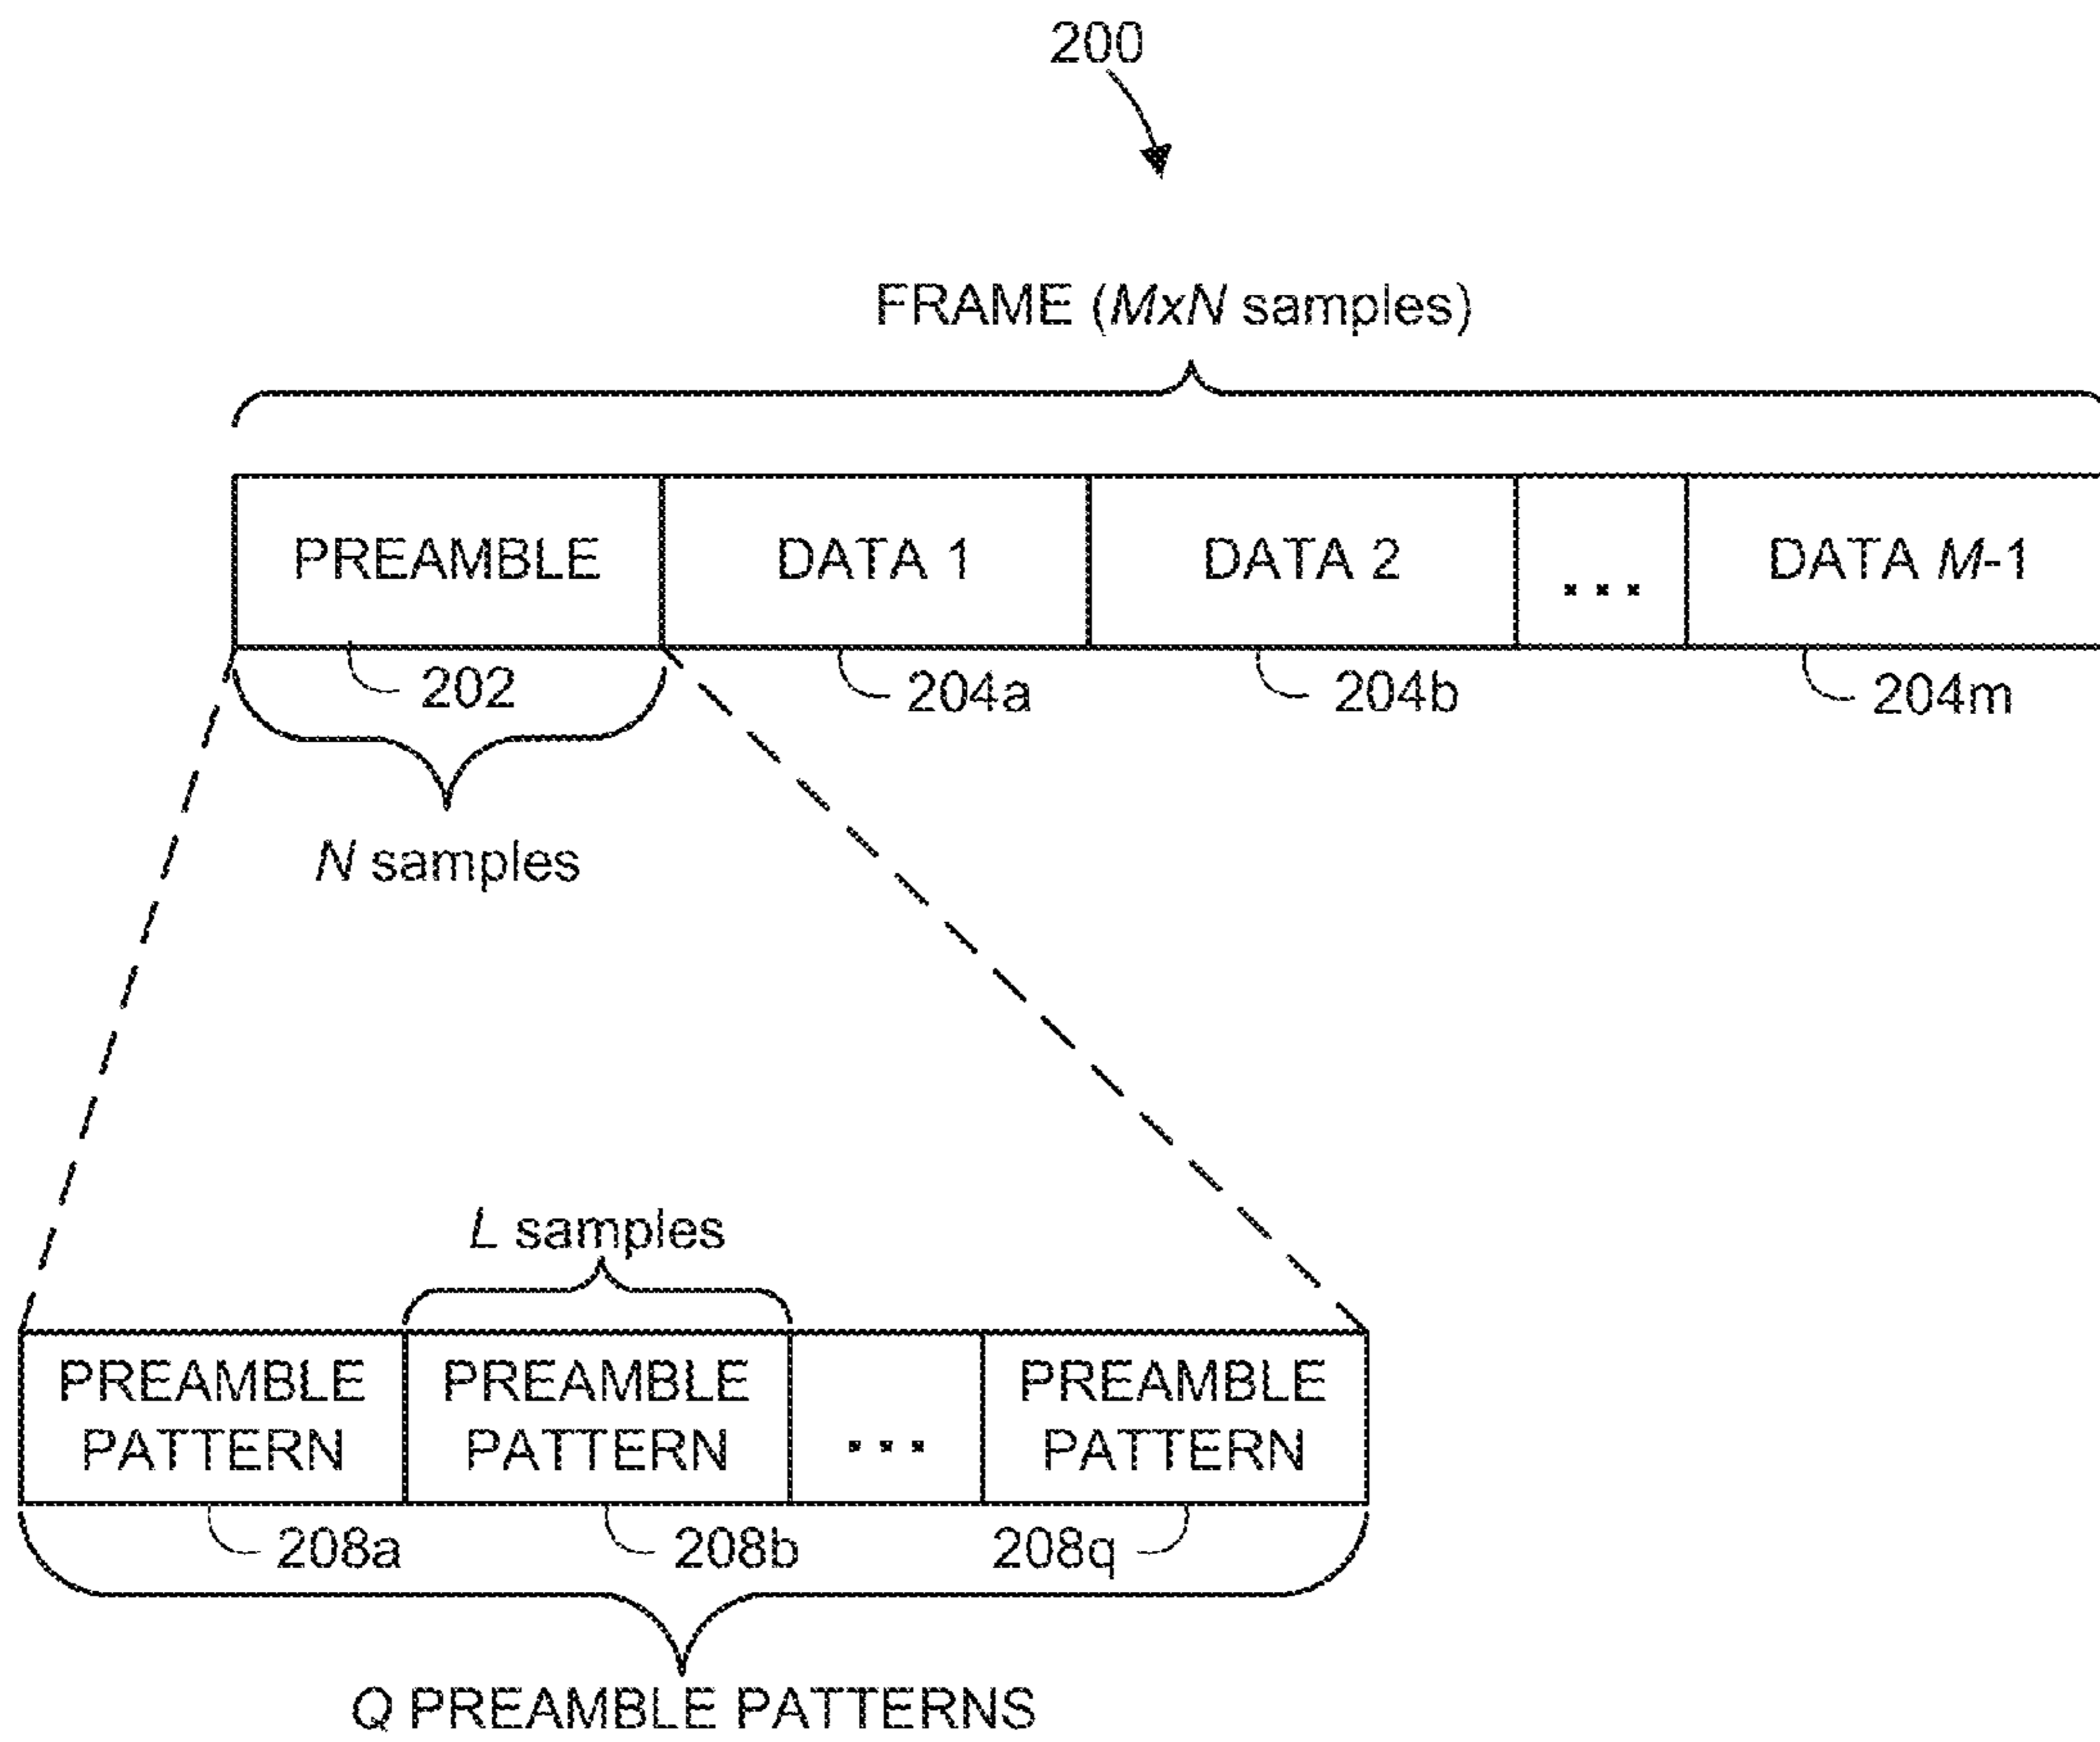 200
FRAME (MxN samples)
PREAMBLE
DATA 1
DATA 2
...
DATA M-1
202
204a
204b
204m
N samples
L samples
PREAMBLE
PATTERN
PREAMBLE
PATTERN
...
PREAMBLE
PATTERN
208a
208b
208q
Q PREAMBLE PATTERNS